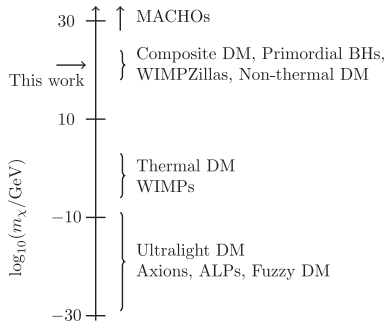 30
MACHOs
Composite DM, Primordial BHs,
WIMPZillas, Non-thermal DM
This work
10
Thermal DM
WIMPs
−10
Ultralight DM
Axions, ALPs, Fuzzy DM
−30
log₁₀(mχ/GeV)